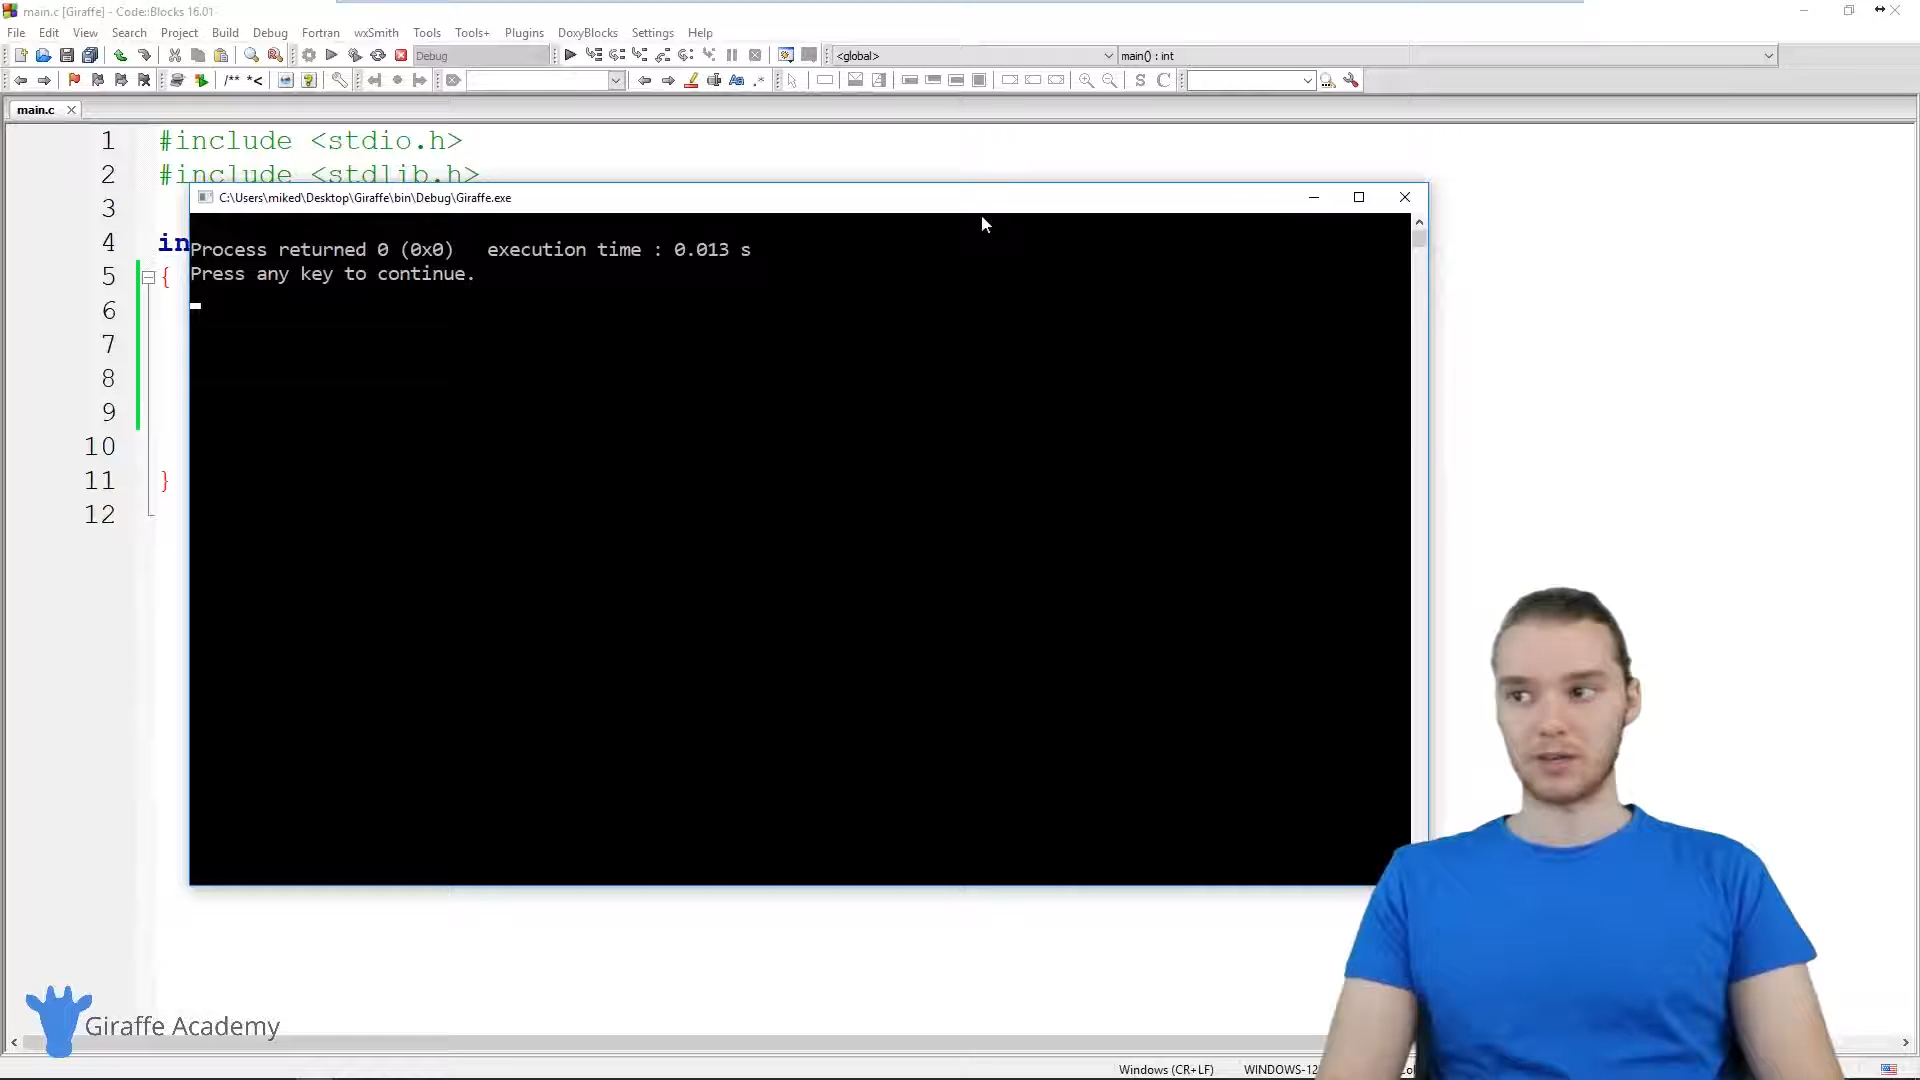 main.c [Giraffe] - Code::Blocks 16.01
File Edit View Search Project Build Debug Fortran wxSmith Tools Tools+ Plugins DoxyBlocks Settings Help
Debug <global> main() : int
/** *< Aa .* S C
main.c
1 #include <stdio.h>
2 #include <stdlib.h>
C:\Users\miked\Desktop\Giraffe\bin\Debug\Giraffe.exe
3
4 in
Process returned 0 (0x0) execution time : 0.013 s
5 {
Press any key to continue.
6
7
8
9
10
11 }
12
Giraffe Academy
Windows (CR+LF) WINDOWS-12